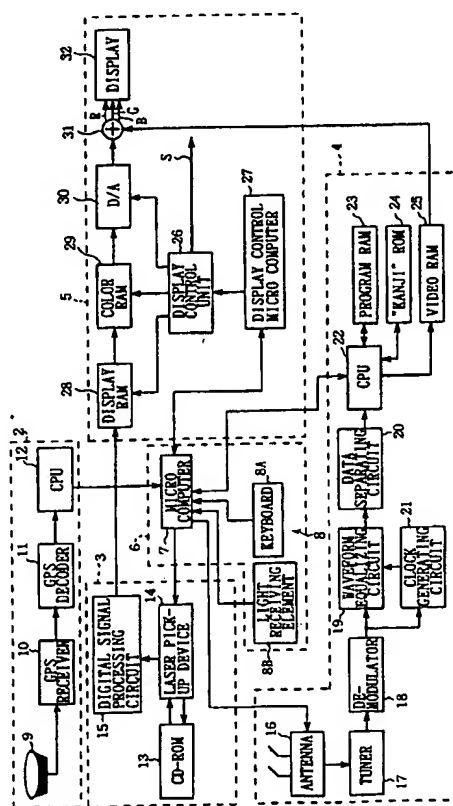 2
9
10
GPS
RECEIVER
11
GPS
DECODER
12
CPU
3
15
DIGITAL SIGNAL
PROCESSING
CIRCUIT
14
LASER PICK-
UP DEVICE
13
CD-ROM
6
7
MICRO
COMPUTER
8A
KEYBOARD
8
8B
LIGHT
RECEIVING
ELEMENT
5
28
DISPLAY RAM
29
COLOR RAM
30
D/A
31
R
G
B
32
DISPLAY
26
DISPLAY
CONTROL
UNIT
S
27
DISPLAY CONTROL
MICRO COMPUTER
4
16
ANTENNA
17
TUNER
18
DE-
MODULATOR
19
WAVEFORM
EQUALIZING
CIRCUIT
20
DATA
SEPARATING
CIRCUIT
21
CLOCK
GENERATING
CIRCUIT
22
CPU
23
PROGRAM RAM
24
"KANJI" ROM
25
VIDEO RAM